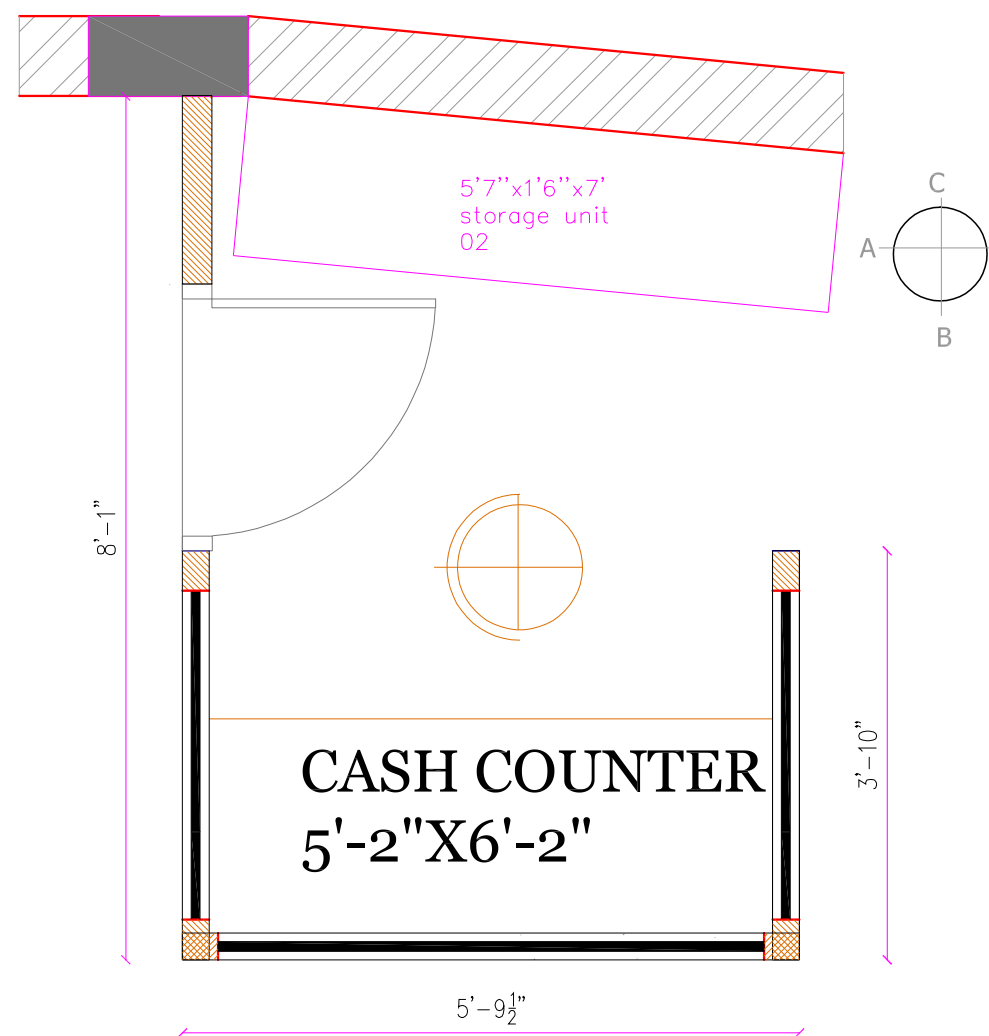 5'7''x1'6''x7'
storage unit
02
C
A
B
8'-1"
3'-10"
CASH COUNTER
5'-2"X6'-2"
5'-9½"